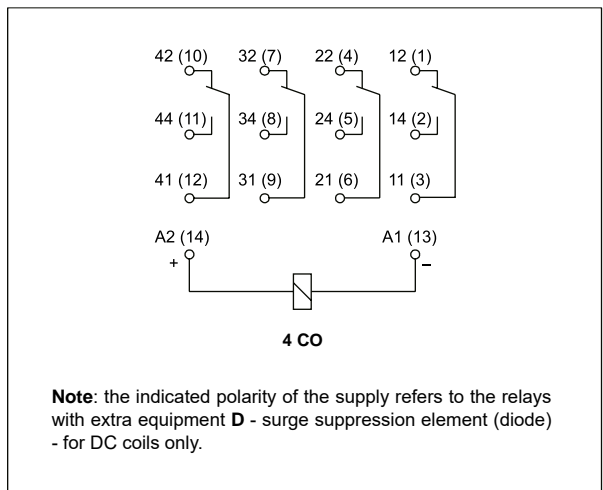 42 (10) 32 (7) 22 (4) 12 (1)
44 (11) 34 (8) 24 (5) 14 (2)
41 (12) 31 (9) 21 (6) 11 (3)
A2 (14) A1 (13)
+ –
4 CO
Note: the indicated polarity of the supply refers to the relays
with extra equipment D - surge suppression element (diode)
- for DC coils only.